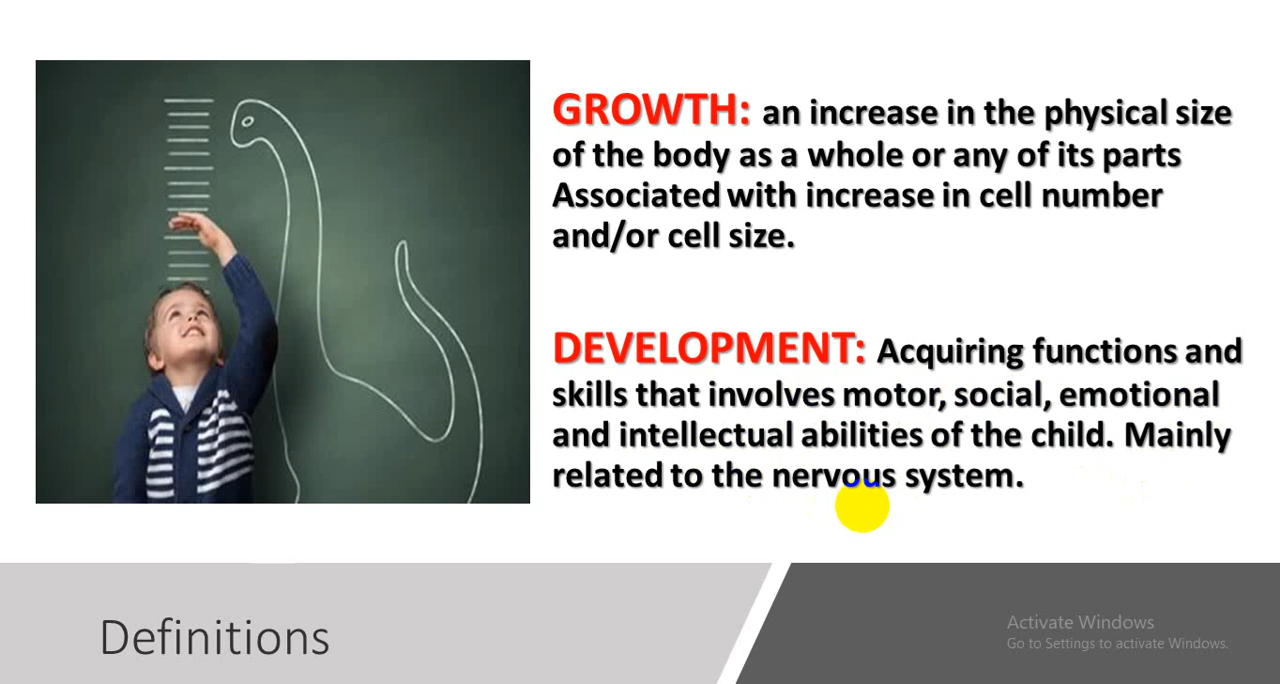 GROWTH: an increase in the physical size
of the body as a whole or any of its parts
Associated with increase in cell number
and/or cell size.
DEVELOPMENT: Acquiring functions and
skills that involves motor, social, emotional
and intellectual abilities of the child. Mainly
related to the nervous system.
Definitions
Activate Windows
Go to Settings to activate Windows.